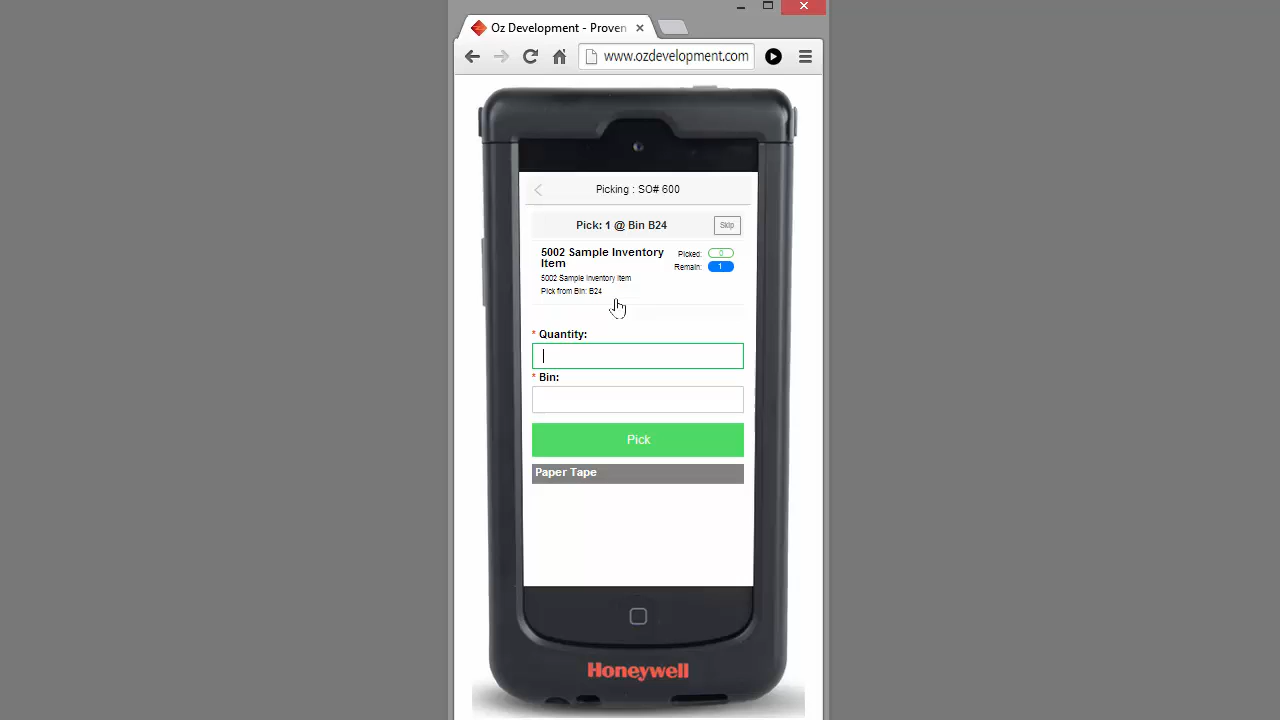 Oz Development - Proven
www.ozdevelopment.com
Picking : SO# 600
Pick: 1 @ Bin B24
Skip
5002 Sample Inventory
Item
Picked: 0
Remain: 1
5002 Sample Inventory Item
Pick from Bin: B24
* Quantity:
* Bin:
Pick
Paper Tape
Honeywell